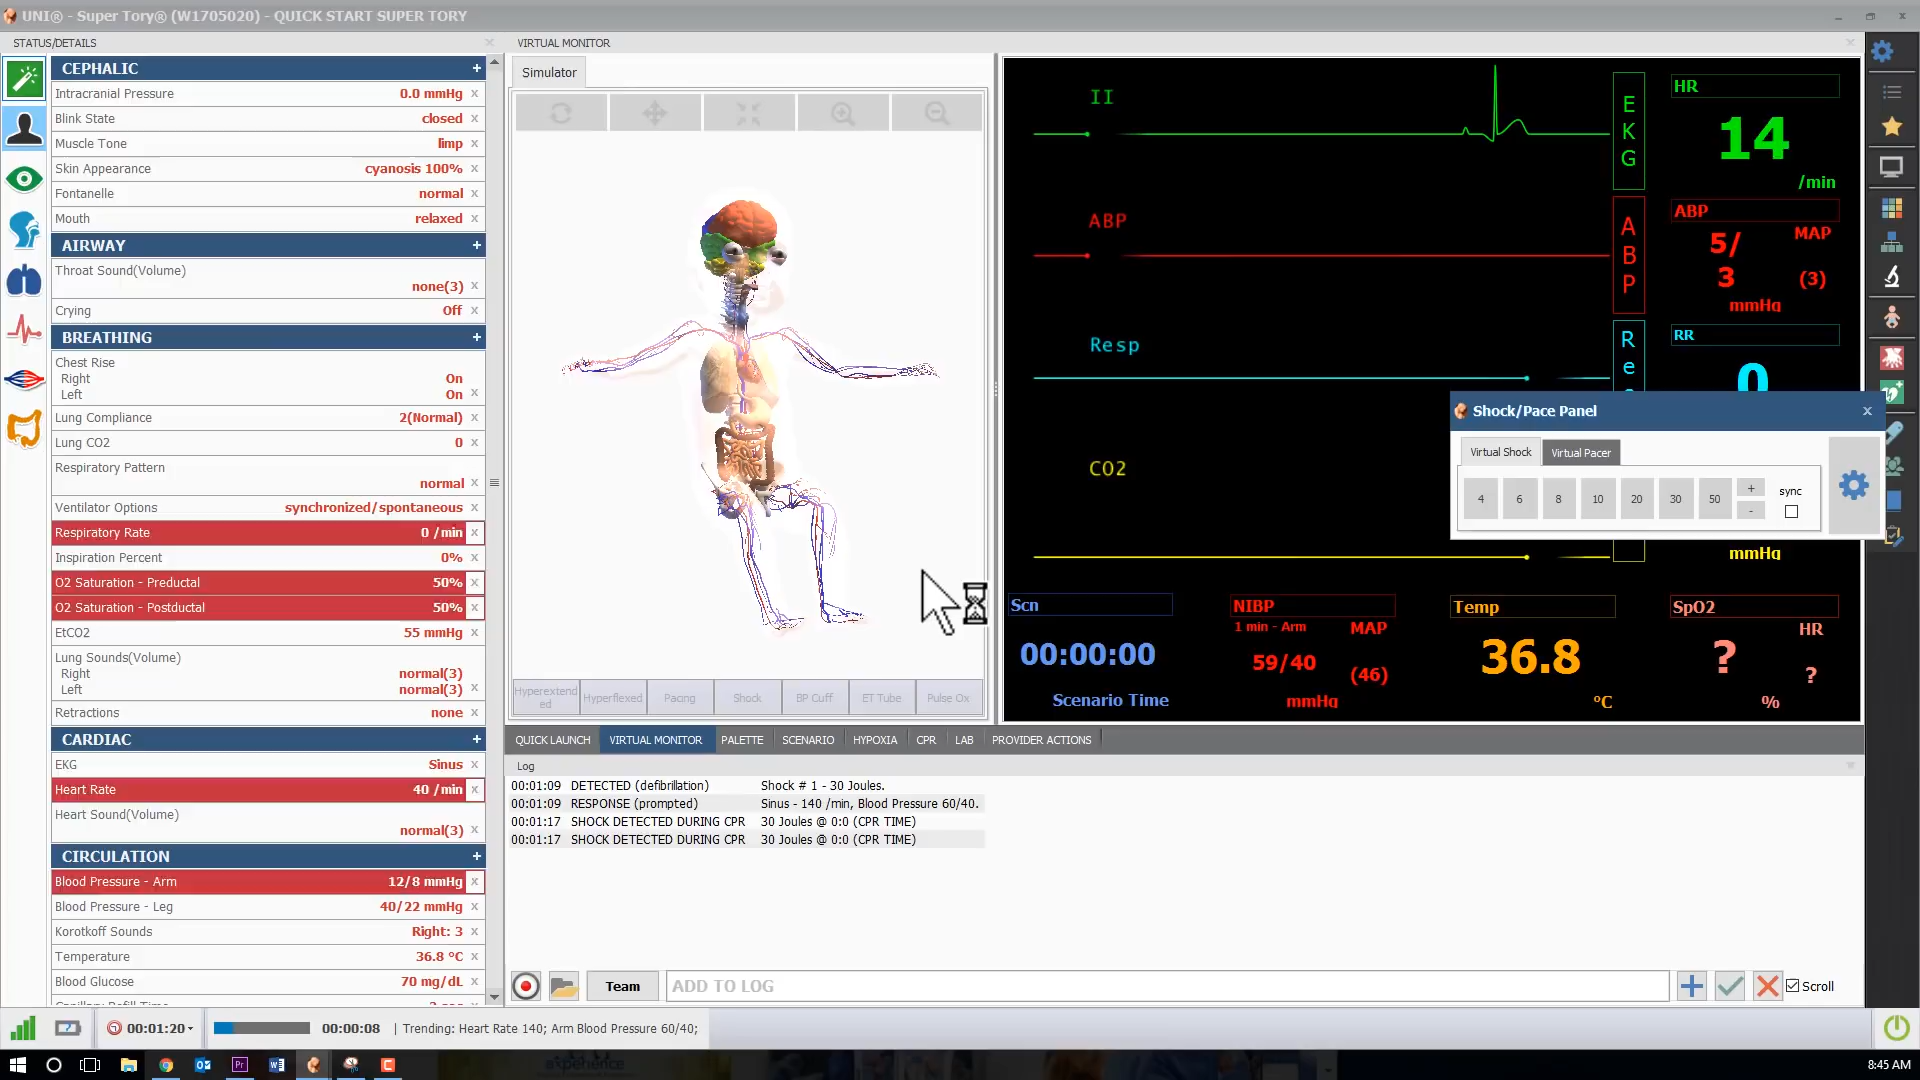 UNI® - Super Tory® (W1705020) - QUICK START SUPER TORY
STATUS/DETAILS
CEPHALIC +
Intracranial Pressure 0.0 mmHg x
Blink State closed x
Muscle Tone limp x
Skin Appearance cyanosis 100% x
Fontanelle normal x
Mouth relaxed x
AIRWAY +
Throat Sound(Volume)
none(3) x
Crying Off x
BREATHING +
Chest Rise
Right On
Left On x
Lung Compliance 2(Normal) x
Lung CO2 0 x
Respiratory Pattern
normal x
Ventilator Options synchronized/spontaneous x
Respiratory Rate 0 /min x
Inspiration Percent 0% x
O2 Saturation - Preductal 50% x
O2 Saturation - Postductal 50% x
EtCO2 55 mmHg x
Lung Sounds(Volume)
Right normal(3)
Left normal(3) x
Retractions none x
CARDIAC +
EKG Sinus x
Heart Rate 40 /min x
Heart Sound(Volume)
normal(3) x
CIRCULATION +
Blood Pressure - Arm 12/8 mmHg x
Blood Pressure - Leg 40/22 mmHg x
Korotkoff Sounds Right: 3 x
Temperature 36.8 °C x
Blood Glucose 70 mg/dL x
VIRTUAL MONITOR
Simulator
Hyperextend
ed
Hyperflexed
Pacing
Shock
BP Cuff
ET Tube
Pulse Ox
II
EKG
HR
14
/min
ABP
ABP
ABP
5/
3
MAP
(3)
mmHg
Resp
Re
RR
0
CO2
mmHg
Shock/Pace Panel x
Virtual Shock Virtual Pacer
4 6 8 10 20 30 50 + - sync
Scn
00:00:00
Scenario Time
NIBP
1 min - Arm MAP
59/40 (46)
mmHg
Temp
36.8
°C
SpO2
HR
? ?
%
QUICK LAUNCH VIRTUAL MONITOR PALETTE SCENARIO HYPOXIA CPR LAB PROVIDER ACTIONS
Log
00:01:09 DETECTED (defibrillation) Shock # 1 - 30 Joules.
00:01:09 RESPONSE (prompted) Sinus - 140 /min, Blood Pressure 60/40.
00:01:17 SHOCK DETECTED DURING CPR 30 Joules @ 0:0 (CPR TIME)
00:01:17 SHOCK DETECTED DURING CPR 30 Joules @ 0:0 (CPR TIME)
Team ADD TO LOG Scroll
00:01:20 00:00:08 | Trending: Heart Rate 140; Arm Blood Pressure 60/40;
8:45 AM